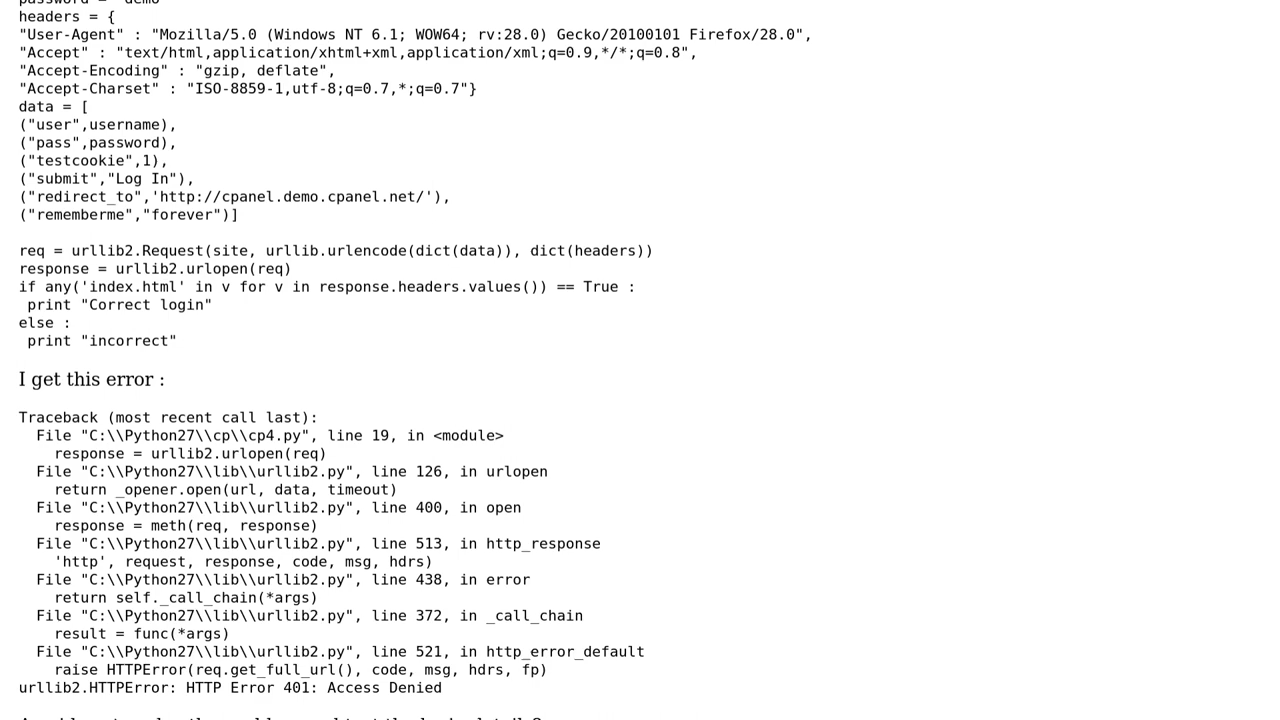 password = "demo"
headers = {
"User-Agent" : "Mozilla/5.0 (Windows NT 6.1; WOW64; rv:28.0) Gecko/20100101 Firefox/28.0",
"Accept" : "text/html,application/xhtml+xml,application/xml;q=0.9,*/*;q=0.8",
"Accept-Encoding" : "gzip, deflate",
"Accept-Charset" : "ISO-8859-1,utf-8;q=0.7,*;q=0.7"}
data = [
("user",username),
("pass",password),
("testcookie",1),
("submit","Log In"),
("redirect_to",'http://cpanel.demo.cpanel.net/'),
("rememberme","forever")]

req = urllib2.Request(site, urllib.urlencode(dict(data)), dict(headers))
response = urllib2.urlopen(req)
if any('index.html' in v for v in response.headers.values()) == True :
 print "Correct login"
else :
 print "incorrect"

I get this error :

Traceback (most recent call last):
  File "C:\\Python27\\cp\\cp4.py", line 19, in <module>
    response = urllib2.urlopen(req)
  File "C:\\Python27\\lib\\urllib2.py", line 126, in urlopen
    return _opener.open(url, data, timeout)
  File "C:\\Python27\\lib\\urllib2.py", line 400, in open
    response = meth(req, response)
  File "C:\\Python27\\lib\\urllib2.py", line 513, in http_response
    'http', request, response, code, msg, hdrs)
  File "C:\\Python27\\lib\\urllib2.py", line 438, in error
    return self._call_chain(*args)
  File "C:\\Python27\\lib\\urllib2.py", line 372, in _call_chain
    result = func(*args)
  File "C:\\Python27\\lib\\urllib2.py", line 521, in http_error_default
    raise HTTPError(req.get_full_url(), code, msg, hdrs, fp)
urllib2.HTTPError: HTTP Error 401: Access Denied